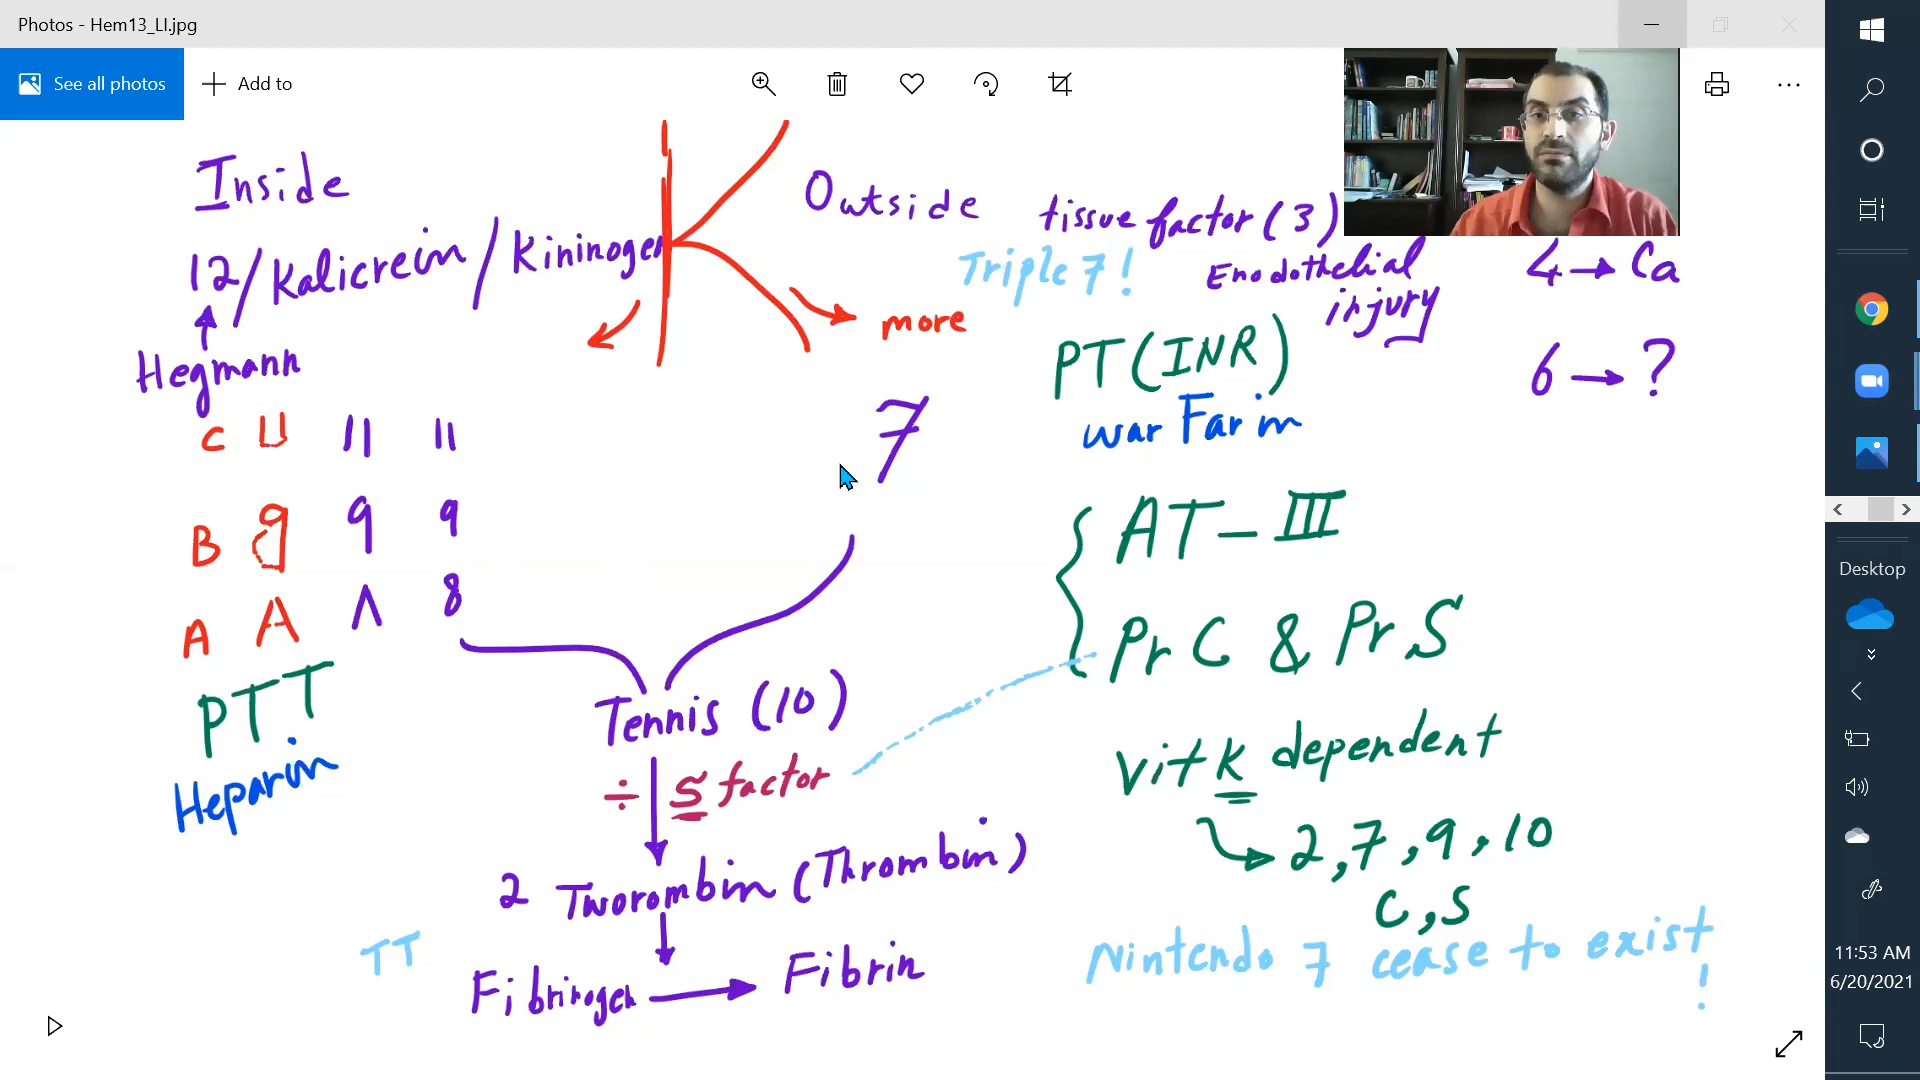 Photos - Hem13_LI.jpg
See all photos
Add to
Inside
K
Outside
tissue factor (3)
12/Kalicrein/Kininogen
Triple 7!
Enodothelial
injury
4 → Ca
more
Hegmann
PT (INR)
6 → ?
warFarin
C 11 11 11
7
B 9 9 9
AT-III
A A Λ 8
PrC & PrS
PTT
Tennis (10)
Heparin
÷ 5 factor
Vit K dependent
2 Tworombin (Thrombin)
2, 7, 9, 10
C, S
TT
Fibrinogen → Fibrin
Nintendo 7 cease to exist!
Desktop
11:53 AM
6/20/2021